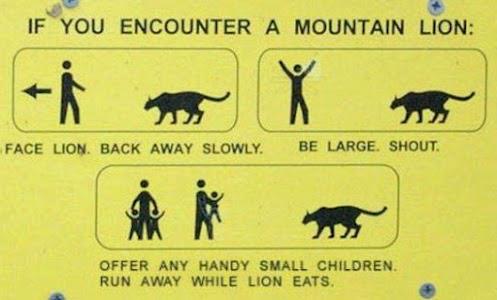 IF YOU ENCOUNTER A MOUNTAIN LION:
FACE LION. BACK AWAY SLOWLY.
BE LARGE. SHOUT.
OFFER ANY HANDY SMALL CHILDREN.
RUN AWAY WHILE LION EATS.